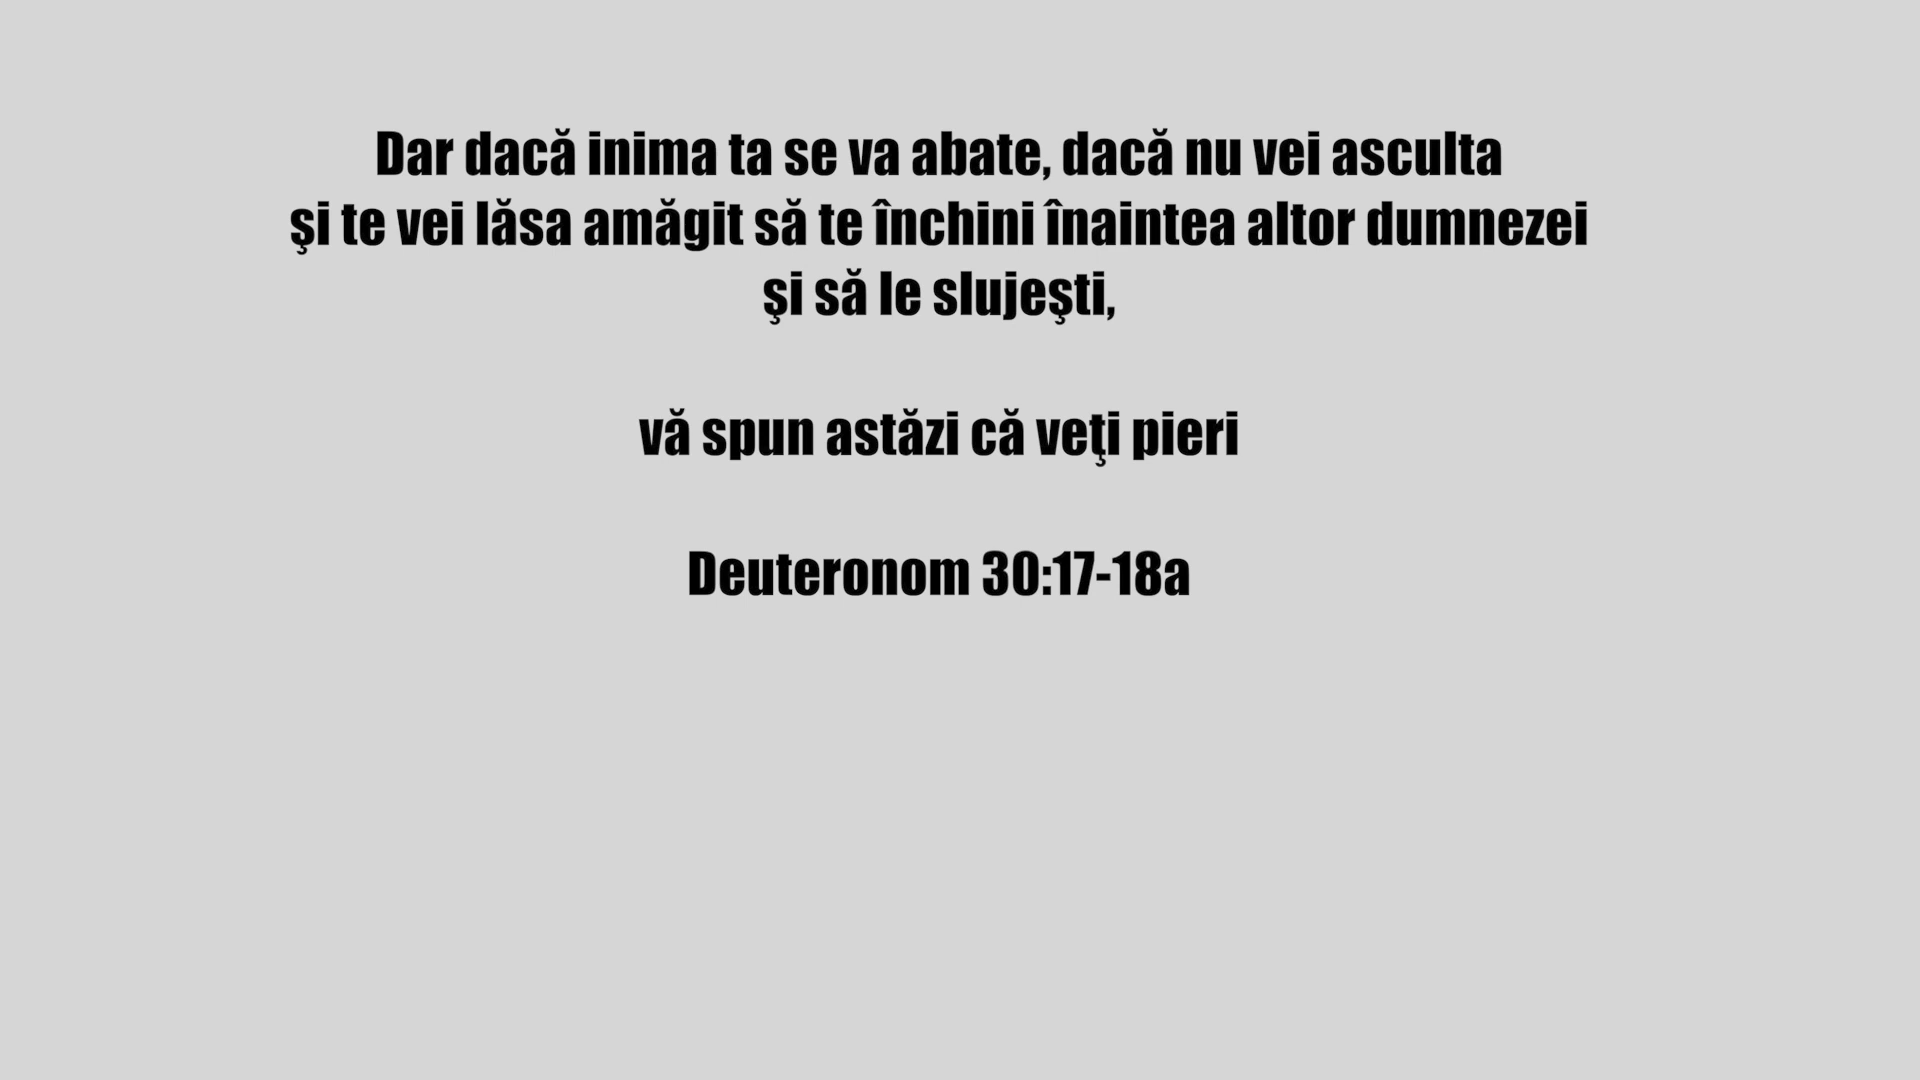 Dar dacă inima ta se va abate, dacă nu vei asculta
şi te vei lăsa amăgit să te închini înaintea altor dumnezei
şi să le slujeşti,
vă spun astăzi că veţi pieri
Deuteronom 30:17-18a